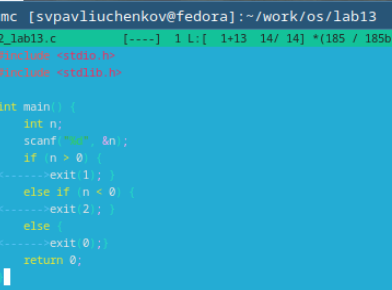 mc [svpavliuchenkov@fedora]:~/work/os/lab13
2_lab13.c [----] 1 L:[ 1+13 14/ 14] *(185 / 185b
#include <stdio.h>
#include <stdlib.h>
int main() {
int n;
scanf("%d", &n);
if (n > 0) {
<------>exit(1); }
else if (n < 0) {
<------>exit(2); }
else {
<------>exit(0);}
return 0;